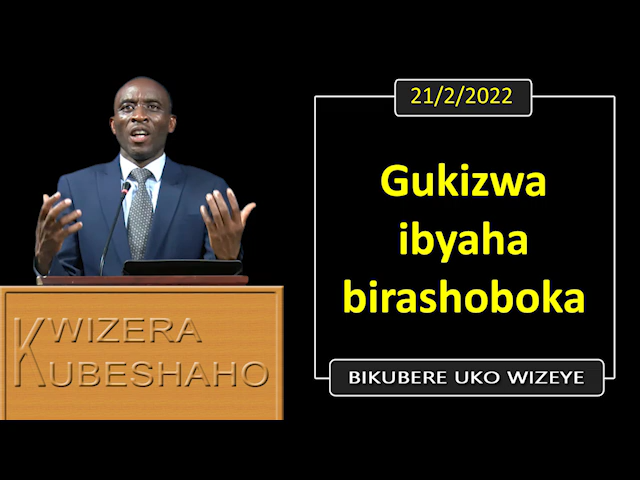 21/2/2022
Gukizwa
ibyaha
birashoboka
BIKUBERE UKO WIZEYE
KWIZERA
KUBESHAHO